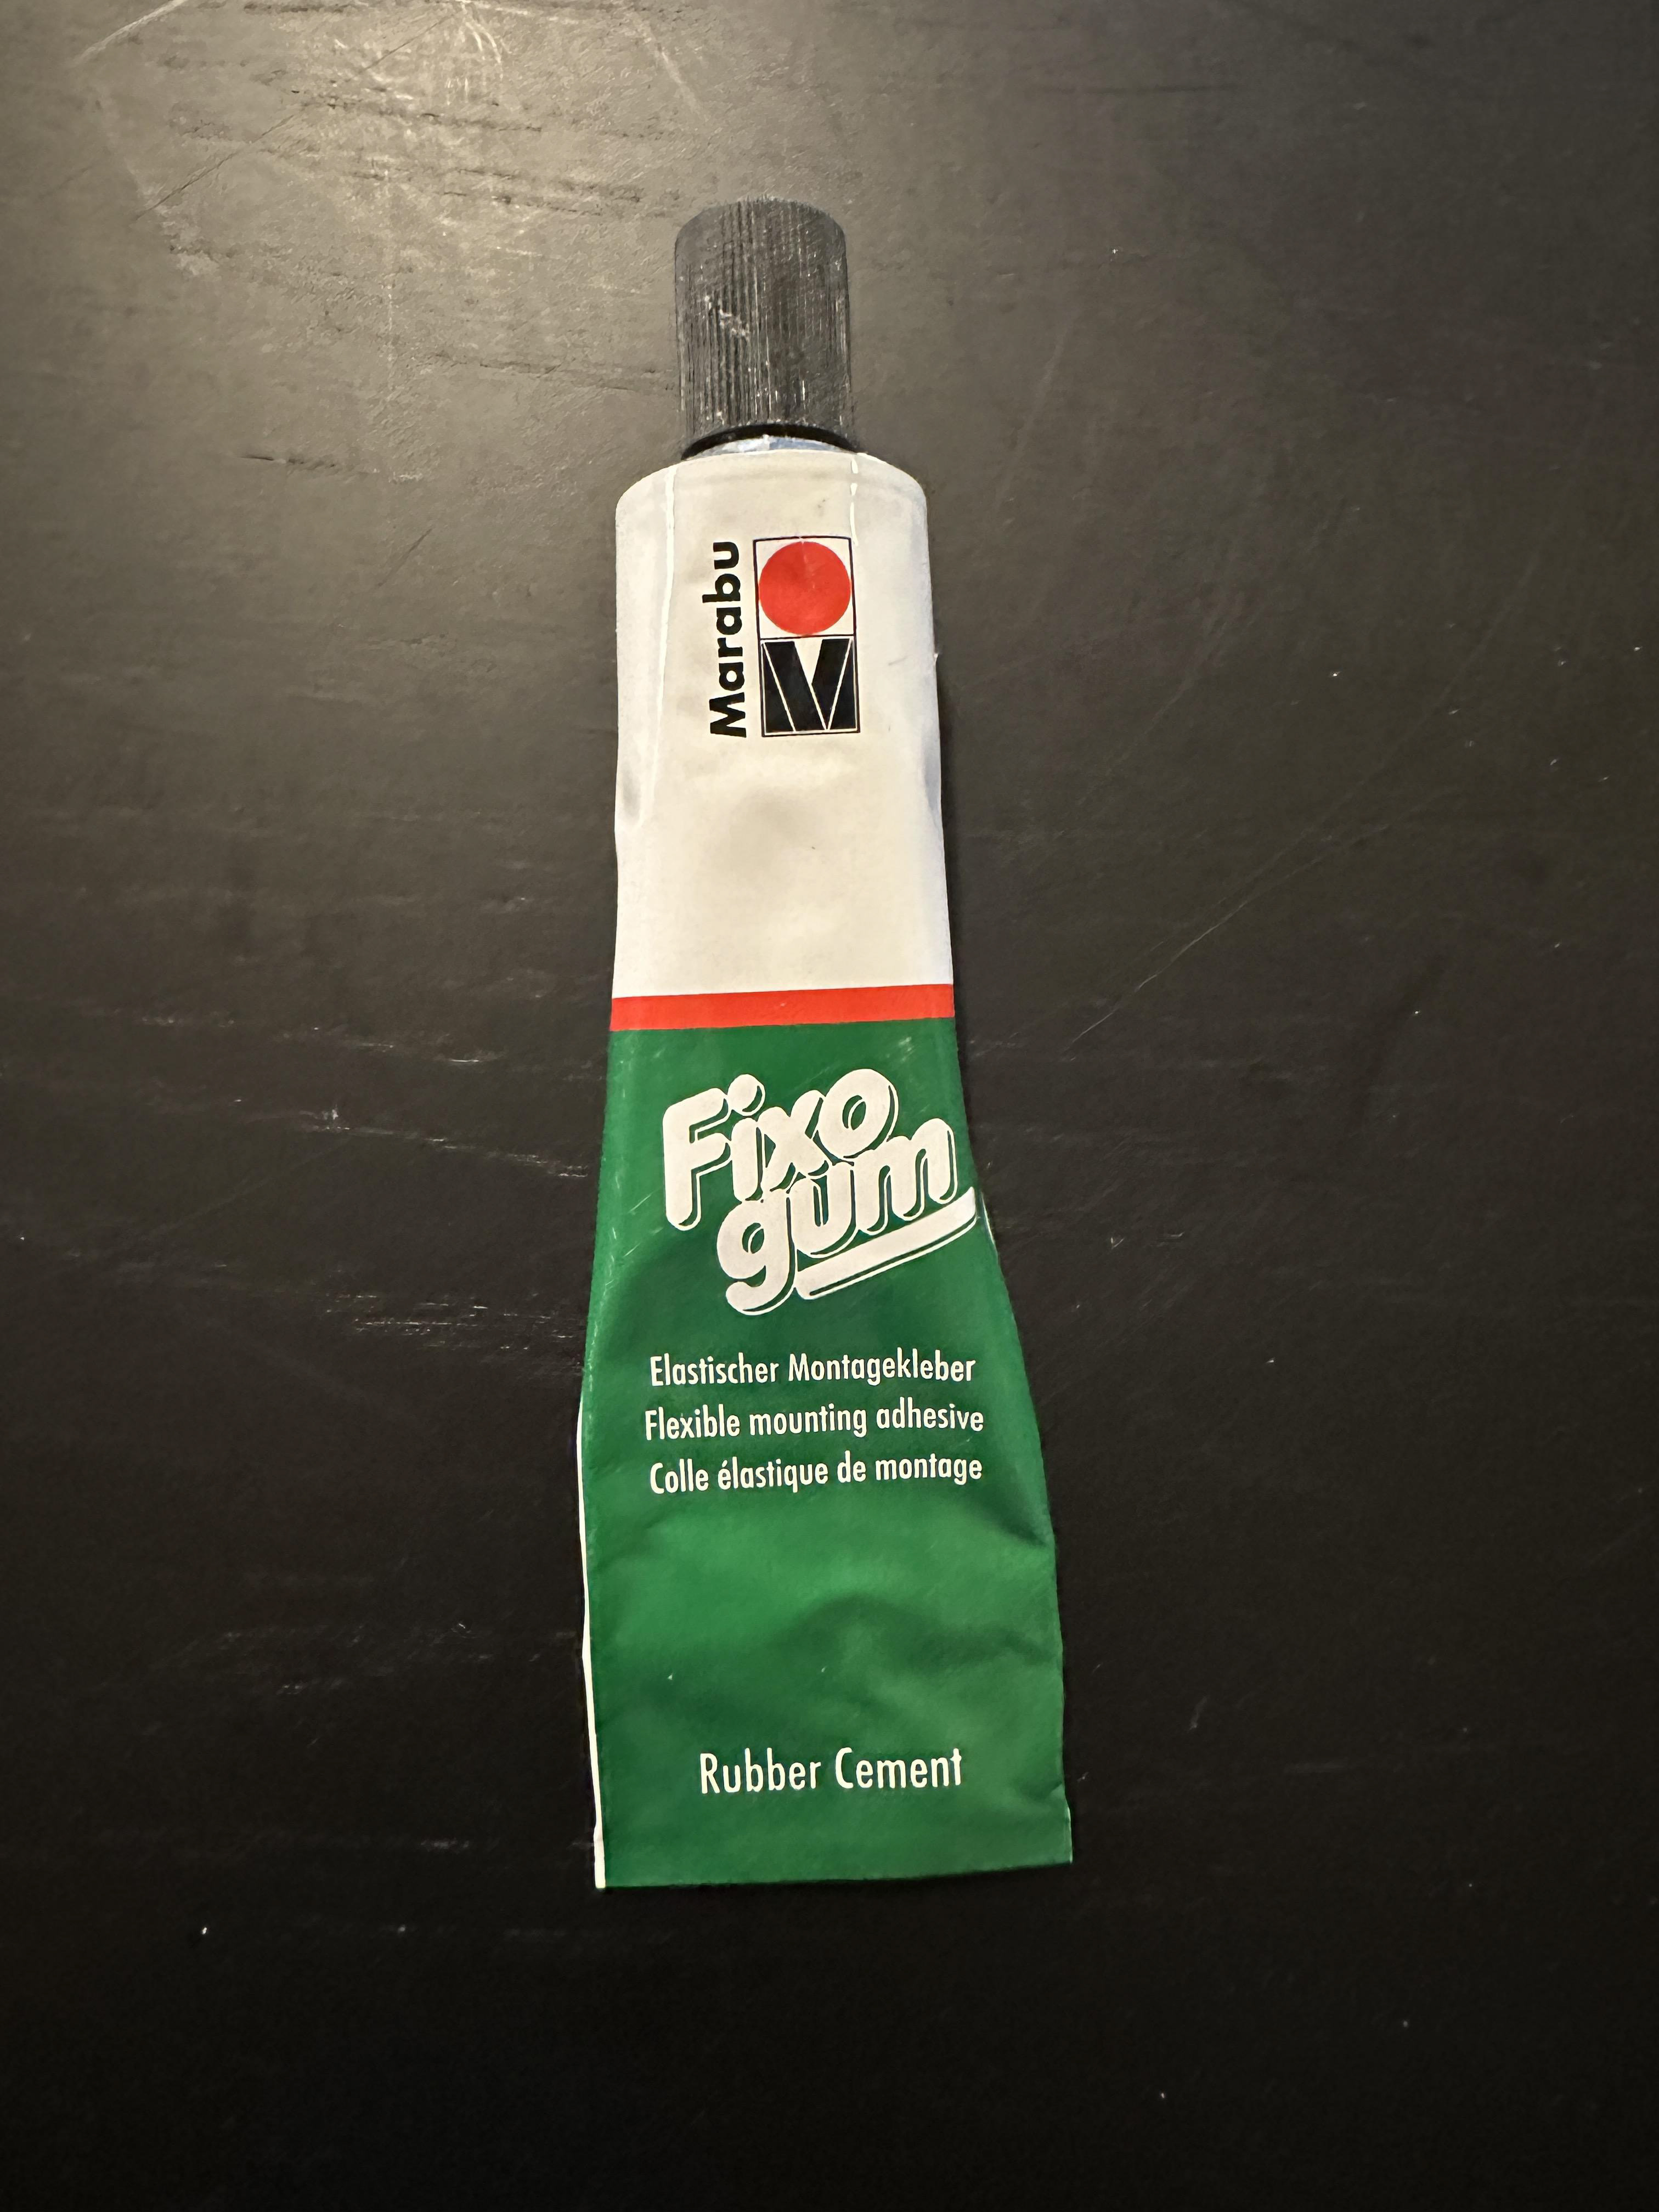 Marabu
Fixo
gum
Elastischer Montagekleber
Flexible mounting adhesive
Colle élastique de montage
Rubber Cement